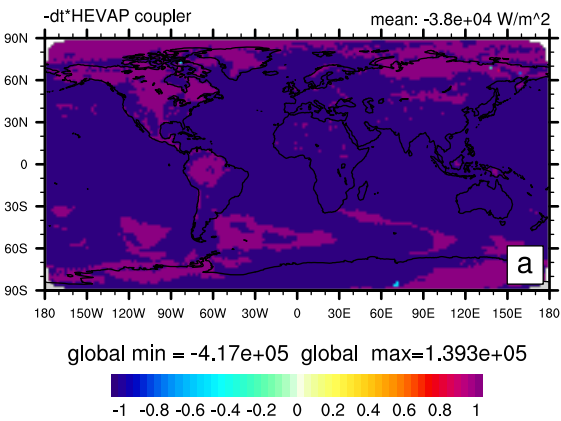 -dt*HEVAP coupler mean: -3.8e+04 W/m^2
90N
60N
30N
0
30S
60S
90S
a
180 150W 120W 90W 60W 30W 0 30E 60E 90E 120E 150E 180
global min = -4.17e+05 global max=1.393e+05
-1 -0.8 -0.6 -0.4 -0.2 0 0.2 0.4 0.6 0.8 1